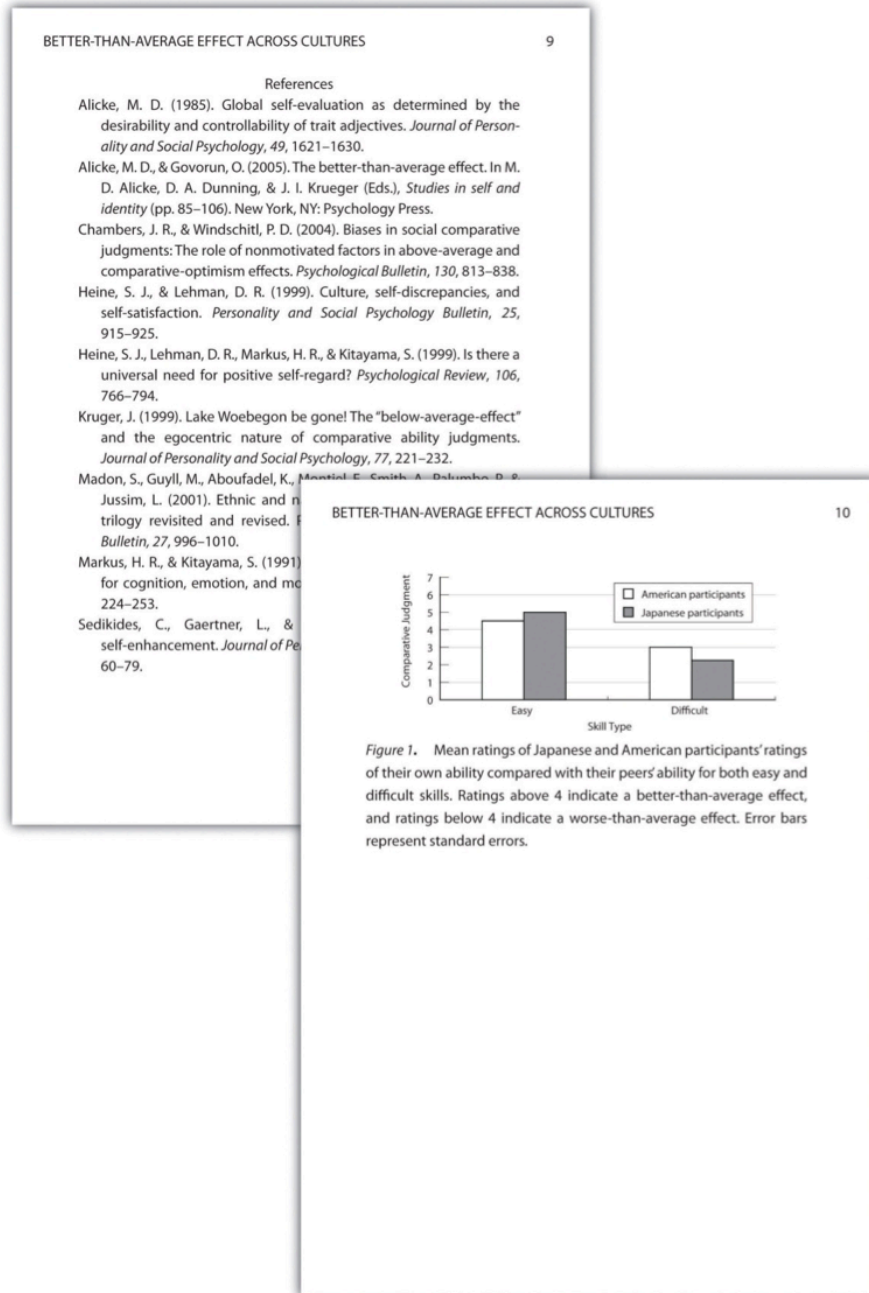 BETTER-THAN-AVERAGE EFFECT ACROSS CULTURES 9
References
Alicke, M. D. (1985). Global self-evaluation as determined by the
desirability and controllability of trait adjectives. Journal of Person-
ality and Social Psychology, 49, 1621–1630.
Alicke, M. D., & Govorun, O. (2005). The better-than-average effect. In M.
D. Alicke, D. A. Dunning, & J. I. Krueger (Eds.), Studies in self and
identity (pp. 85–106). New York, NY: Psychology Press.
Chambers, J. R., & Windschitl, P. D. (2004). Biases in social comparative
judgments: The role of nonmotivated factors in above-average and
comparative-optimism effects. Psychological Bulletin, 130, 813–838.
Heine, S. J., & Lehman, D. R. (1999). Culture, self-discrepancies, and
self-satisfaction. Personality and Social Psychology Bulletin, 25,
915–925.
Heine, S. J., Lehman, D. R., Markus, H. R., & Kitayama, S. (1999). Is there a
universal need for positive self-regard? Psychological Review, 106,
766–794.
Kruger, J. (1999). Lake Woebegon be gone! The "below-average-effect"
and the egocentric nature of comparative ability judgments.
Journal of Personality and Social Psychology, 77, 221–232.
Madon, S., Guyll, M., Aboufadel, K., Montiel, E., Smith, A., Palumbo, P., &
Jussim, L. (2001). Ethnic and n
trilogy revisited and revised. P
Bulletin, 27, 996–1010.
Markus, H. R., & Kitayama, S. (1991)
for cognition, emotion, and mo
224–253.
Sedikides, C., Gaertner, L., &
self-enhancement. Journal of Pe
60–79.
BETTER-THAN-AVERAGE EFFECT ACROSS CULTURES 10
Comparative Judgment
7
6
5
4
3
2
1
0
American participants
Japanese participants
Easy Difficult
Skill Type
Figure 1. Mean ratings of Japanese and American participants' ratings
of their own ability compared with their peers' ability for both easy and
difficult skills. Ratings above 4 indicate a better-than-average effect,
and ratings below 4 indicate a worse-than-average effect. Error bars
represent standard errors.